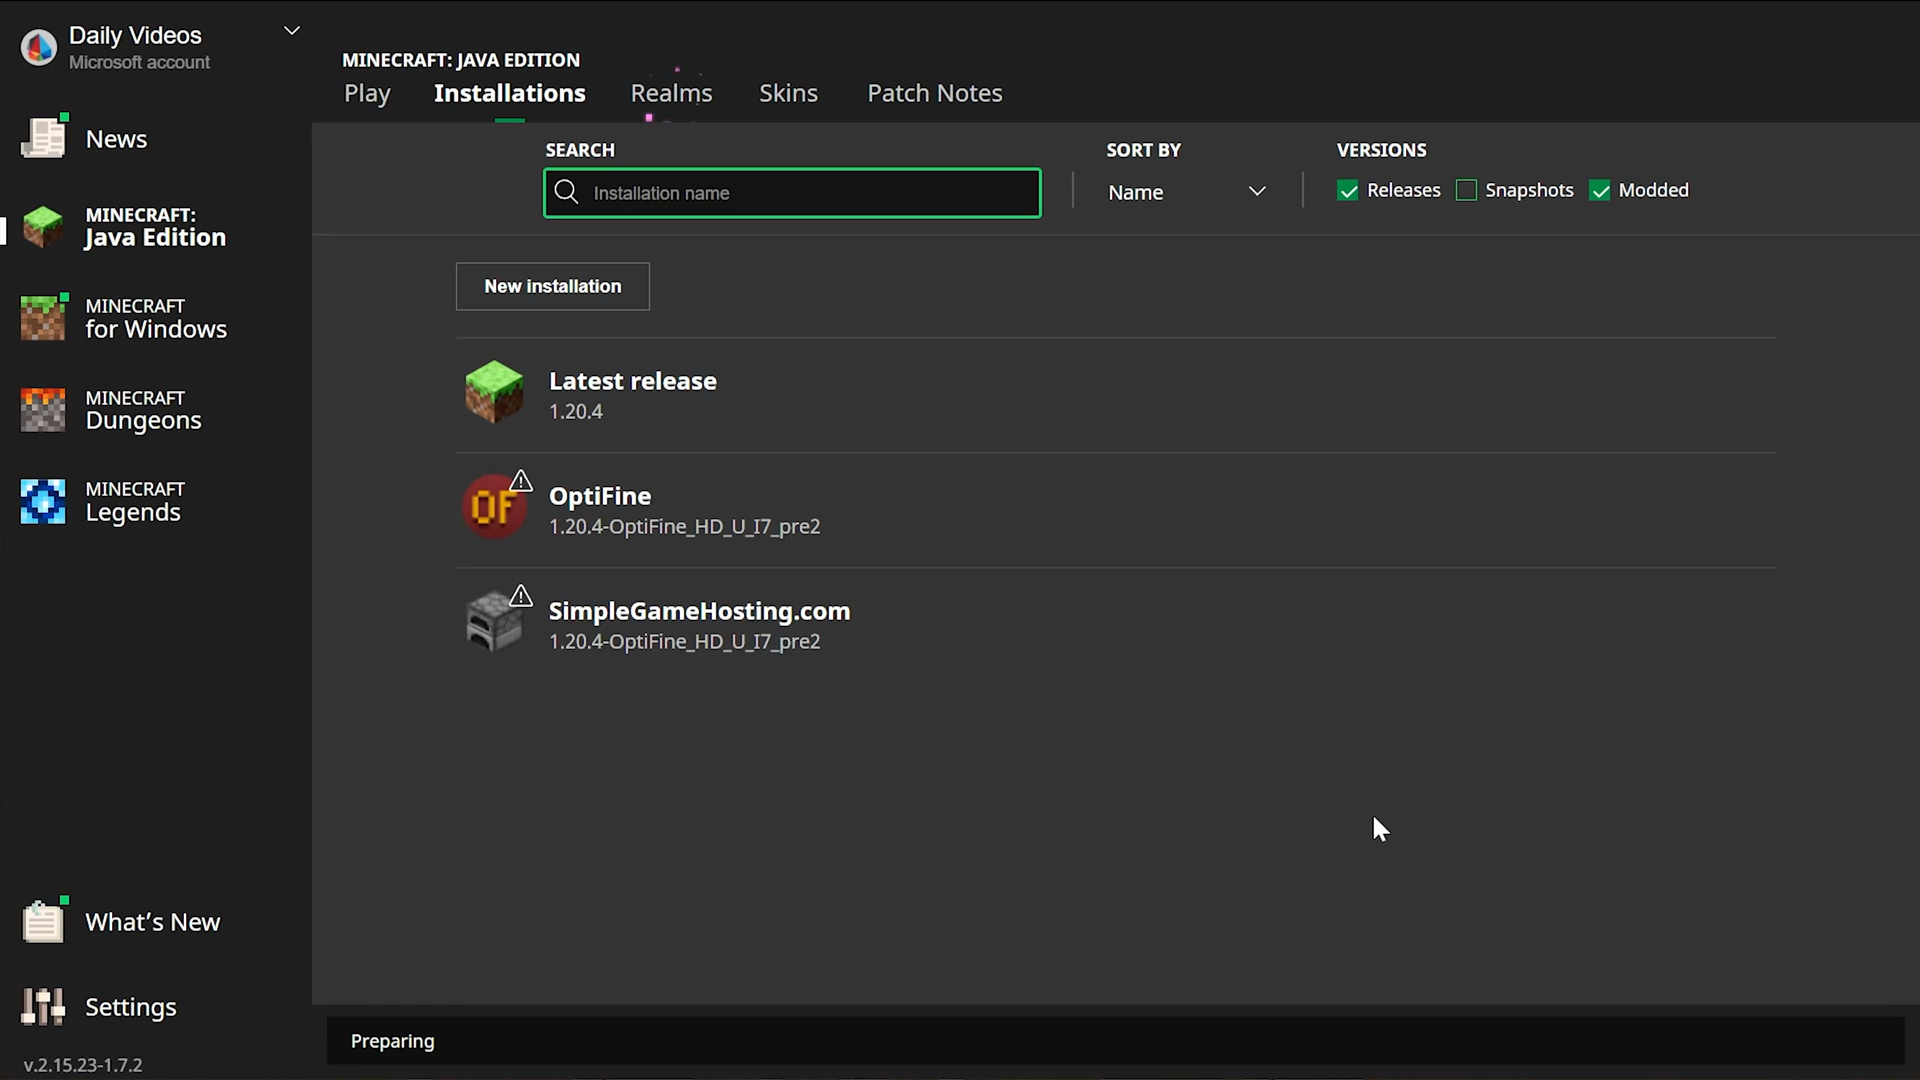 Daily Videos
Microsoft account
News
MINECRAFT:
Java Edition
MINECRAFT
for Windows
MINECRAFT
Dungeons
MINECRAFT
Legends
What's New
Settings
v.2.15.23-1.7.2
MINECRAFT: JAVA EDITION
Play Installations Realms Skins Patch Notes
SEARCH
Installation name
SORT BY
Name
VERSIONS
Releases Snapshots Modded
New installation
Latest release
1.20.4
OF
OptiFine
1.20.4-OptiFine_HD_U_I7_pre2
SimpleGameHosting.com
1.20.4-OptiFine_HD_U_I7_pre2
Preparing